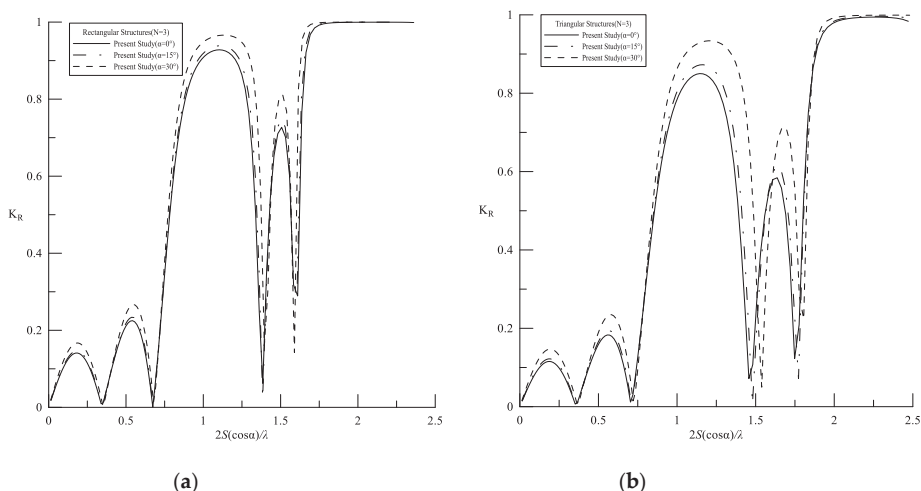 Rectangular Structures(N=3)
Present Study(α=0°)
Present Study(α=15°)
Present Study(α=30°)
1
0.8
0.6
K_R
0.4
0.2
0
0 0.5 1 1.5 2 2.5
2S(cosα)/λ
(a)
Triangular Structures(N=3)
Present Study(α=0°)
Present Study(α=15°)
Present Study(α=30°)
1
0.8
0.6
K_R
0.4
0.2
0
0 0.5 1 1.5 2 2.5
2S(cosα)/λ
(b)